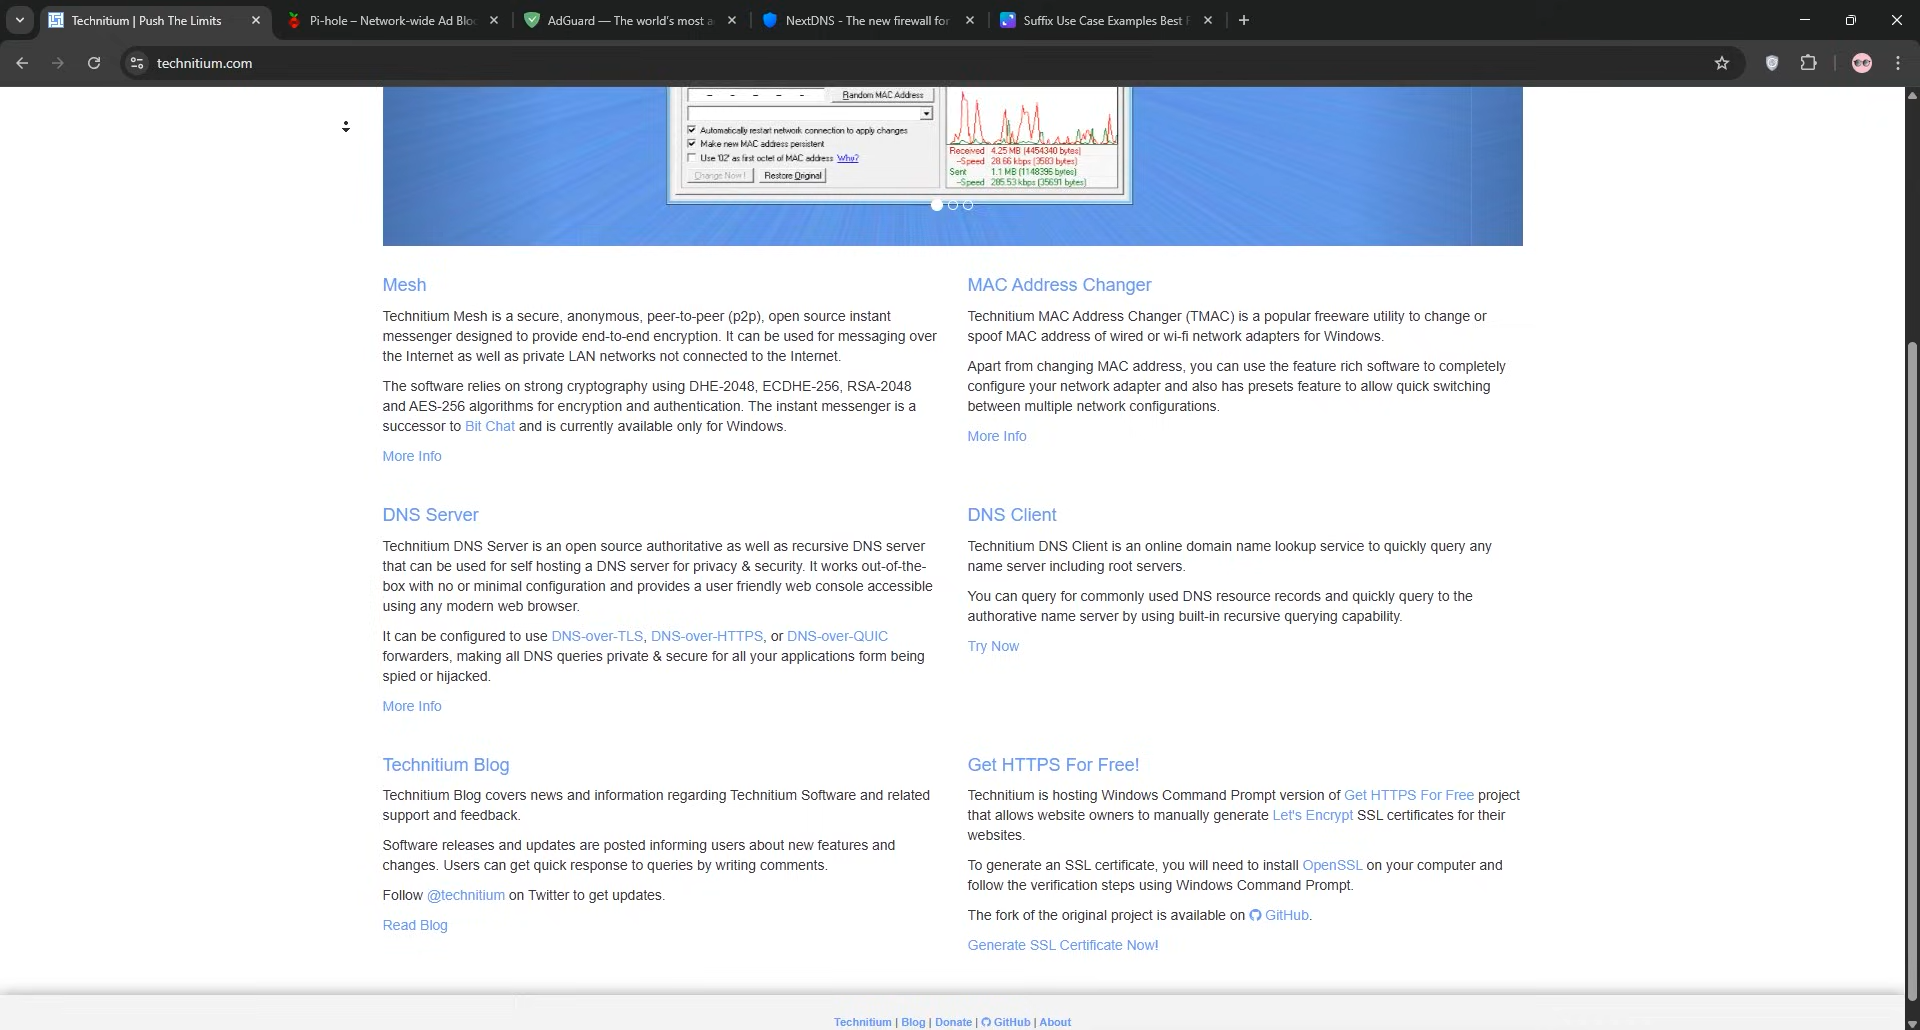 Technitium | Push The Limits
Pi-hole – Network-wide Ad Blo
AdGuard — The world's most a
NextDNS - The new firewall for
Suffix Use Case Examples Best F
technitium.com
Random MAC Address
Automatically restart network connection to apply changes
Make new MAC address persistent
Use '02' as first octet of MAC address Why?
Change Now !
Restore Original
Received 4.25 MB (4454340 bytes)
--Speed 28.66 kbps (3583 bytes)
Sent 1.1 MB (1148396 bytes)
--Speed 285.53 kbps (35691 bytes)
Mesh
Technitium Mesh is a secure, anonymous, peer-to-peer (p2p), open source instant
messenger designed to provide end-to-end encryption. It can be used for messaging over
the Internet as well as private LAN networks not connected to the Internet.
The software relies on strong cryptography using DHE-2048, ECDHE-256, RSA-2048
and AES-256 algorithms for encryption and authentication. The instant messenger is a
successor to Bit Chat and is currently available only for Windows.
More Info
MAC Address Changer
Technitium MAC Address Changer (TMAC) is a popular freeware utility to change or
spoof MAC address of wired or wi-fi network adapters for Windows.
Apart from changing MAC address, you can use the feature rich software to completely
configure your network adapter and also has presets feature to allow quick switching
between multiple network configurations.
More Info
DNS Server
Technitium DNS Server is an open source authoritative as well as recursive DNS server
that can be used for self hosting a DNS server for privacy & security. It works out-of-the-
box with no or minimal configuration and provides a user friendly web console accessible
using any modern web browser.
It can be configured to use DNS-over-TLS, DNS-over-HTTPS, or DNS-over-QUIC
forwarders, making all DNS queries private & secure for all your applications form being
spied or hijacked.
More Info
DNS Client
Technitium DNS Client is an online domain name lookup service to quickly query any
name server including root servers.
You can query for commonly used DNS resource records and quickly query to the
authorative name server by using built-in recursive querying capability.
Try Now
Technitium Blog
Technitium Blog covers news and information regarding Technitium Software and related
support and feedback.
Software releases and updates are posted informing users about new features and
changes. Users can get quick response to queries by writing comments.
Follow @technitium on Twitter to get updates.
Read Blog
Get HTTPS For Free!
Technitium is hosting Windows Command Prompt version of Get HTTPS For Free project
that allows website owners to manually generate Let's Encrypt SSL certificates for their
websites.
To generate an SSL certificate, you will need to install OpenSSL on your computer and
follow the verification steps using Windows Command Prompt.
The fork of the original project is available on GitHub.
Generate SSL Certificate Now!
Technitium | Blog | Donate | GitHub | About